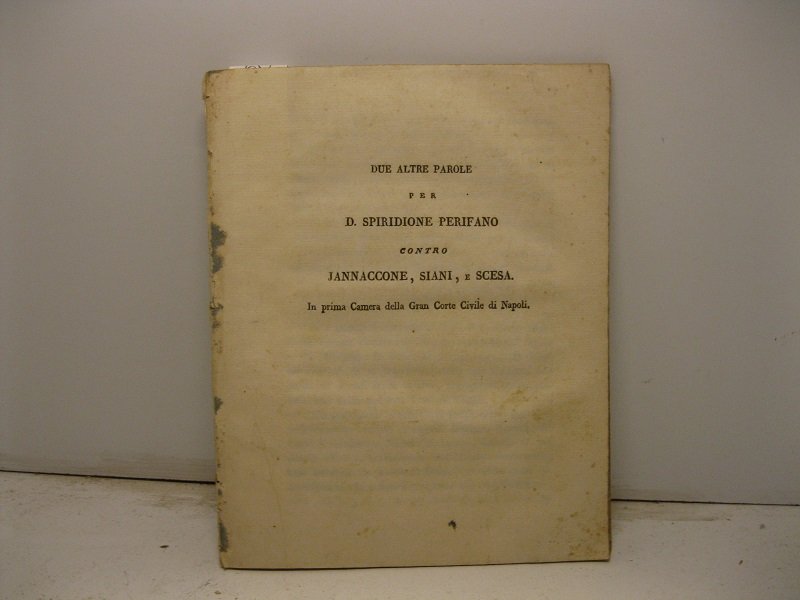 DUE ALTRE PAROLE
PER
D. SPIRIDIONE PERIFANO
CONTRO
JANNACCONE, SIANI, E SCESA.
In prima Camera della Gran Corte Civile di Napoli.